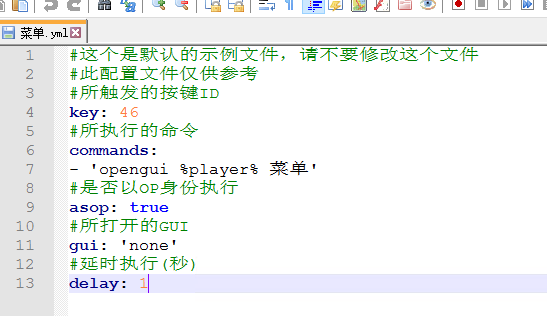 菜单.yml
1 #这个是默认的示例文件，请不要修改这个文件
2 #此配置文件仅供参考
3 #所触发的按键ID
4 key: 46
5 #所执行的命令
6 commands:
7 - 'opengui %player% 菜单'
8 #是否以OP身份执行
9 asop: true
10 #所打开的GUI
11 gui: 'none'
12 #延时执行(秒)
13 delay: 1